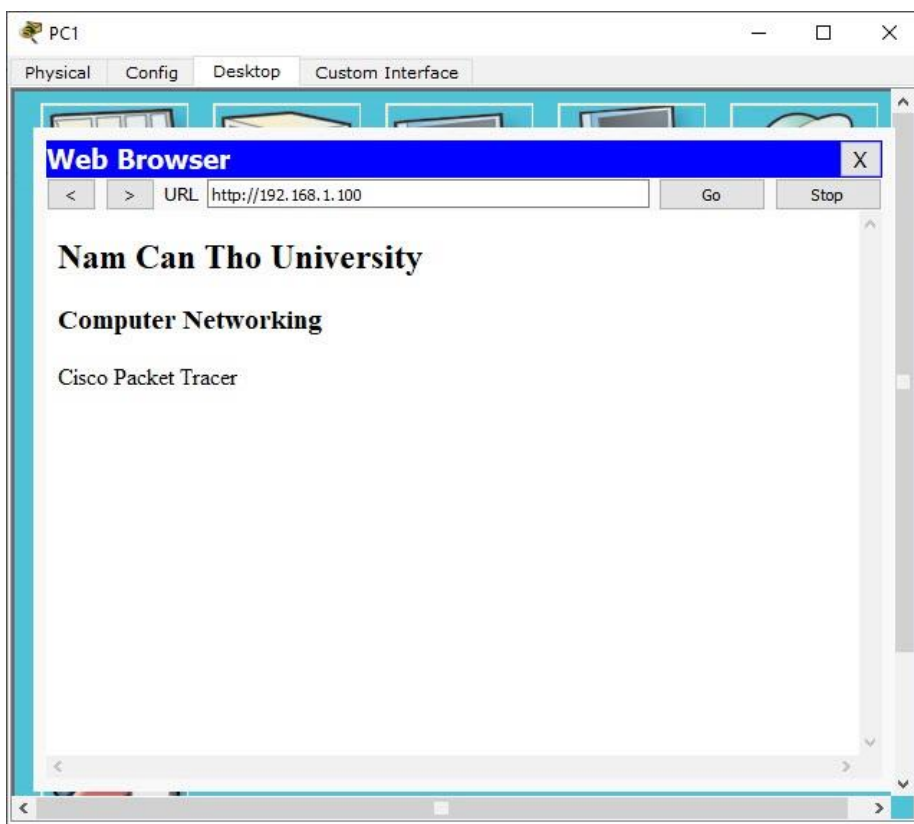 PC1
Physical Config Desktop Custom Interface
Web Browser X
< > URL http://192.168.1.100 Go Stop
Nam Can Tho University
Computer Networking
Cisco Packet Tracer